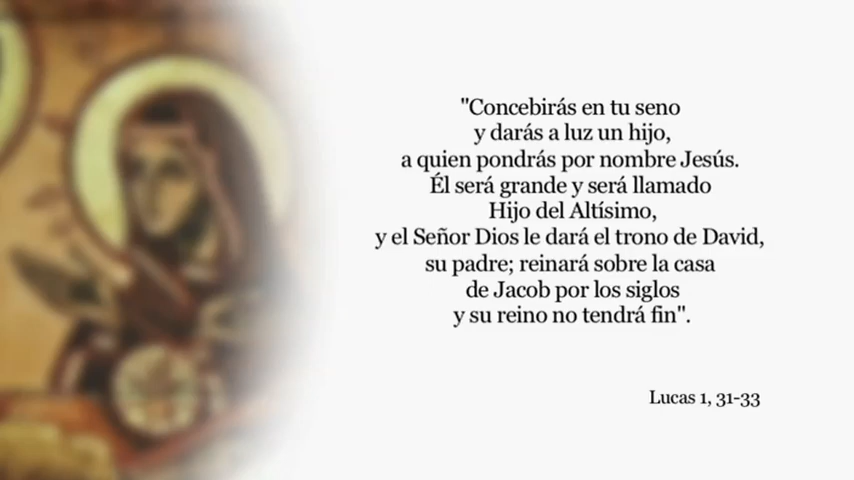 "Concebirás en tu seno
y darás a luz un hijo,
a quien pondrás por nombre Jesús.
Él será grande y será llamado
Hijo del Altísimo,
y el Señor Dios le dará el trono de David,
su padre; reinará sobre la casa
de Jacob por los siglos
y su reino no tendrá fin".
Lucas 1, 31-33